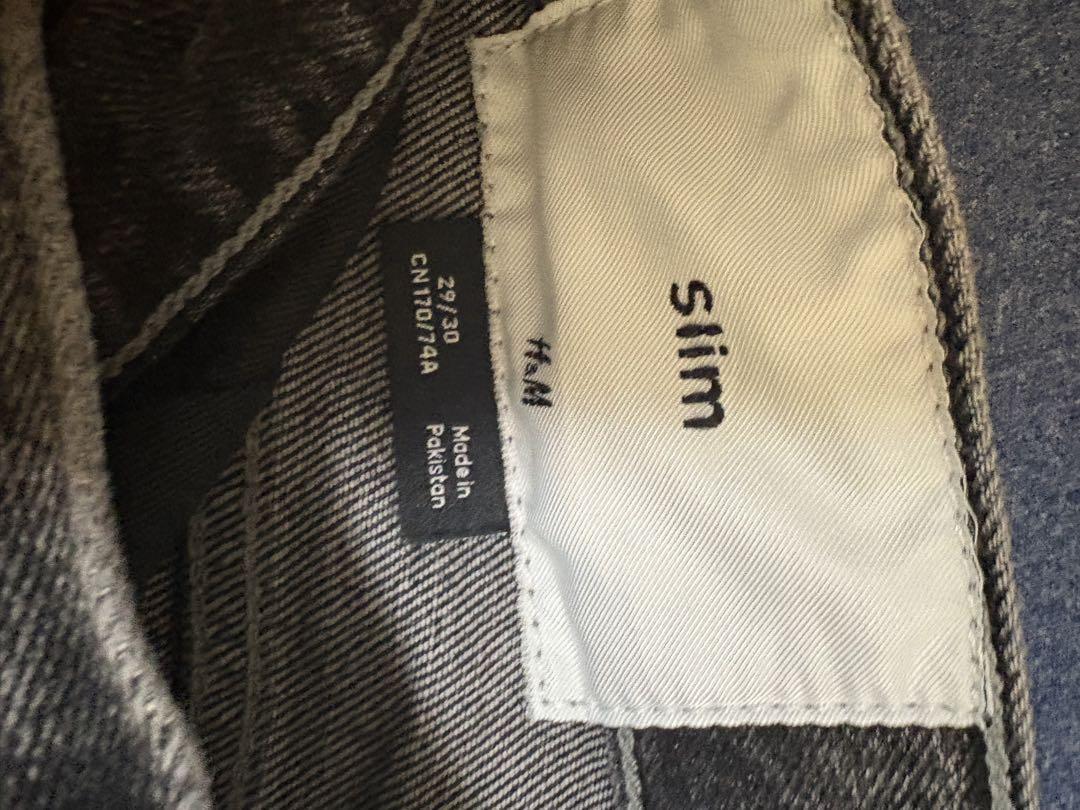 slim
H&M
29/30
CN170/74A
Made in
Pakistan